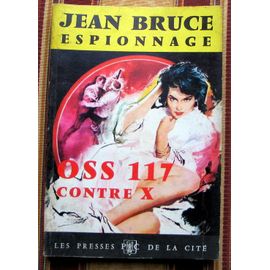 JEAN BRUCE
ESPIONNAGE
OSS 117
CONTRE X
LES PRESSES DE LA CITÉ